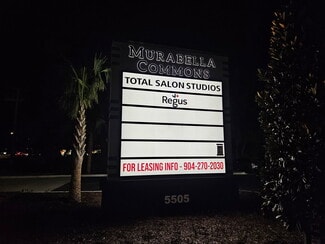 MURABELLA
COMMONS
TOTAL SALON STUDIOS
Regus
FOR LEASING INFO - 904-270-2030
5505